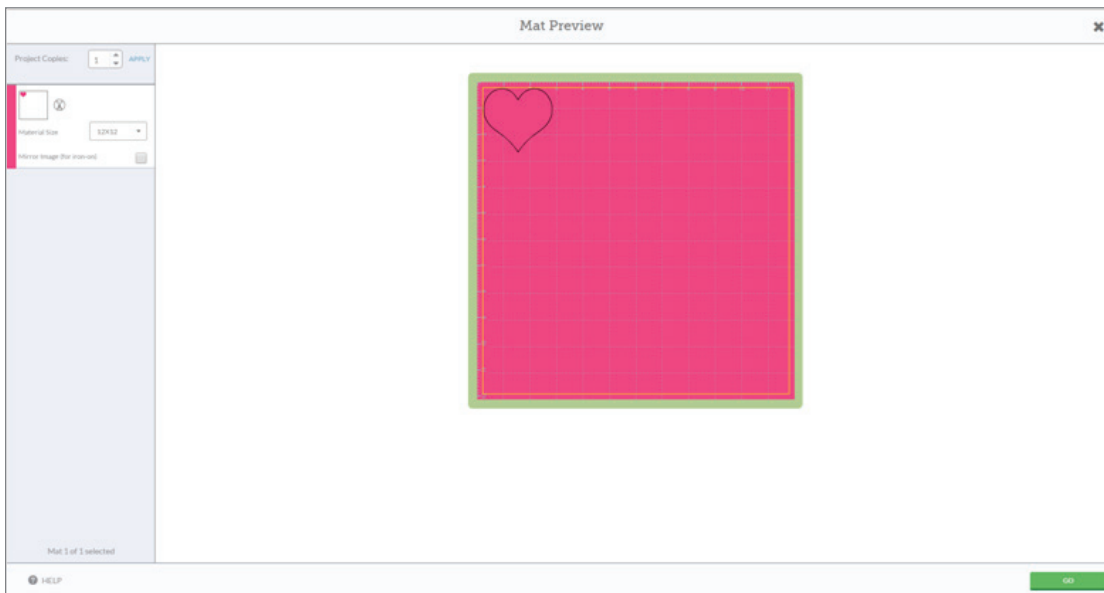 Mat Preview
Project Copies: 1 APPLY
Material Size 12X12
Mirror Image (for iron-on)
Mat 1 of 1 selected
HELP
GO